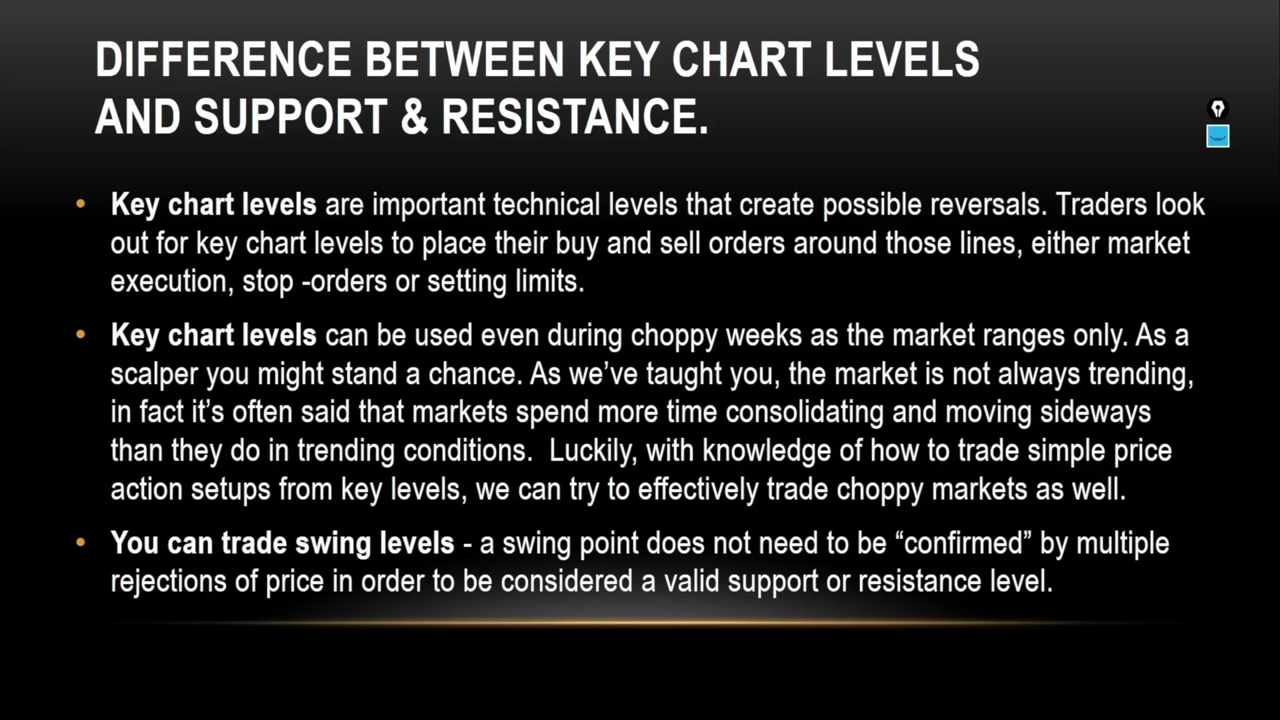 DIFFERENCE BETWEEN KEY CHART LEVELS
AND SUPPORT & RESISTANCE.
• Key chart levels are important technical levels that create possible reversals. Traders look
out for key chart levels to place their buy and sell orders around those lines, either market
execution, stop -orders or setting limits.
• Key chart levels can be used even during choppy weeks as the market ranges only. As a
scalper you might stand a chance. As we’ve taught you, the market is not always trending,
in fact it’s often said that markets spend more time consolidating and moving sideways
than they do in trending conditions.  Luckily, with knowledge of how to trade simple price
action setups from key levels, we can try to effectively trade choppy markets as well.
• You can trade swing levels - a swing point does not need to be “confirmed” by multiple
rejections of price in order to be considered a valid support or resistance level.